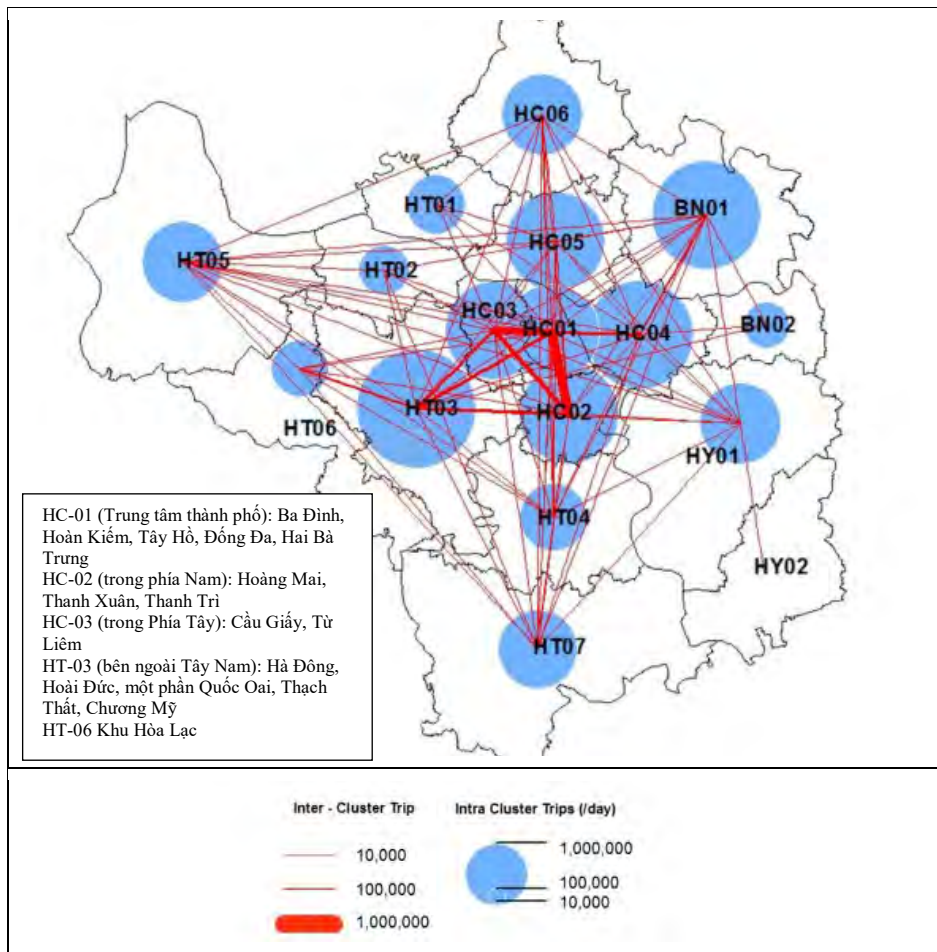 HC06
HT01
BN01
HC05
HT05
HT02
HC03
HC01
HC04
BN02
HT03
HC02
HT06
HY01
HT04
HY02
HT07
HC-01 (Trung tâm thành phố): Ba Đình,
Hoàn Kiếm, Tây Hồ, Đống Đa, Hai Bà
Trưng
HC-02 (trong phía Nam): Hoàng Mai,
Thanh Xuân, Thanh Trì
HC-03 (trong Phía Tây): Cầu Giấy, Từ
Liêm
HT-03 (bên ngoài Tây Nam): Hà Đông,
Hoài Đức, một phần Quốc Oai, Thạch
Thất, Chương Mỹ
HT-06 Khu Hòa Lạc
Inter - Cluster Trip
10,000
100,000
1,000,000
Intra Cluster Trips (/day)
1,000,000
100,000
10,000